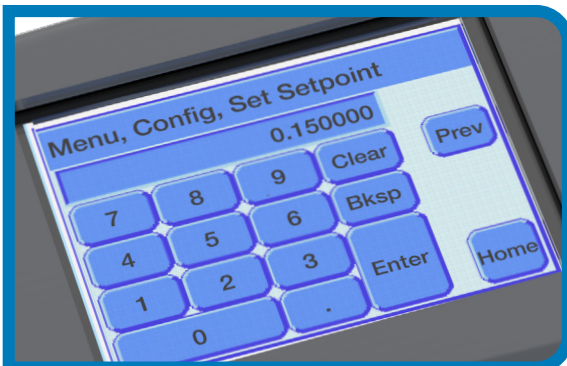 Menu, Config, Set Setpoint
0.150000
Prev
7 8 9 Clear
4 5 6 Bksp
1 2 3 Enter
0 .
Home